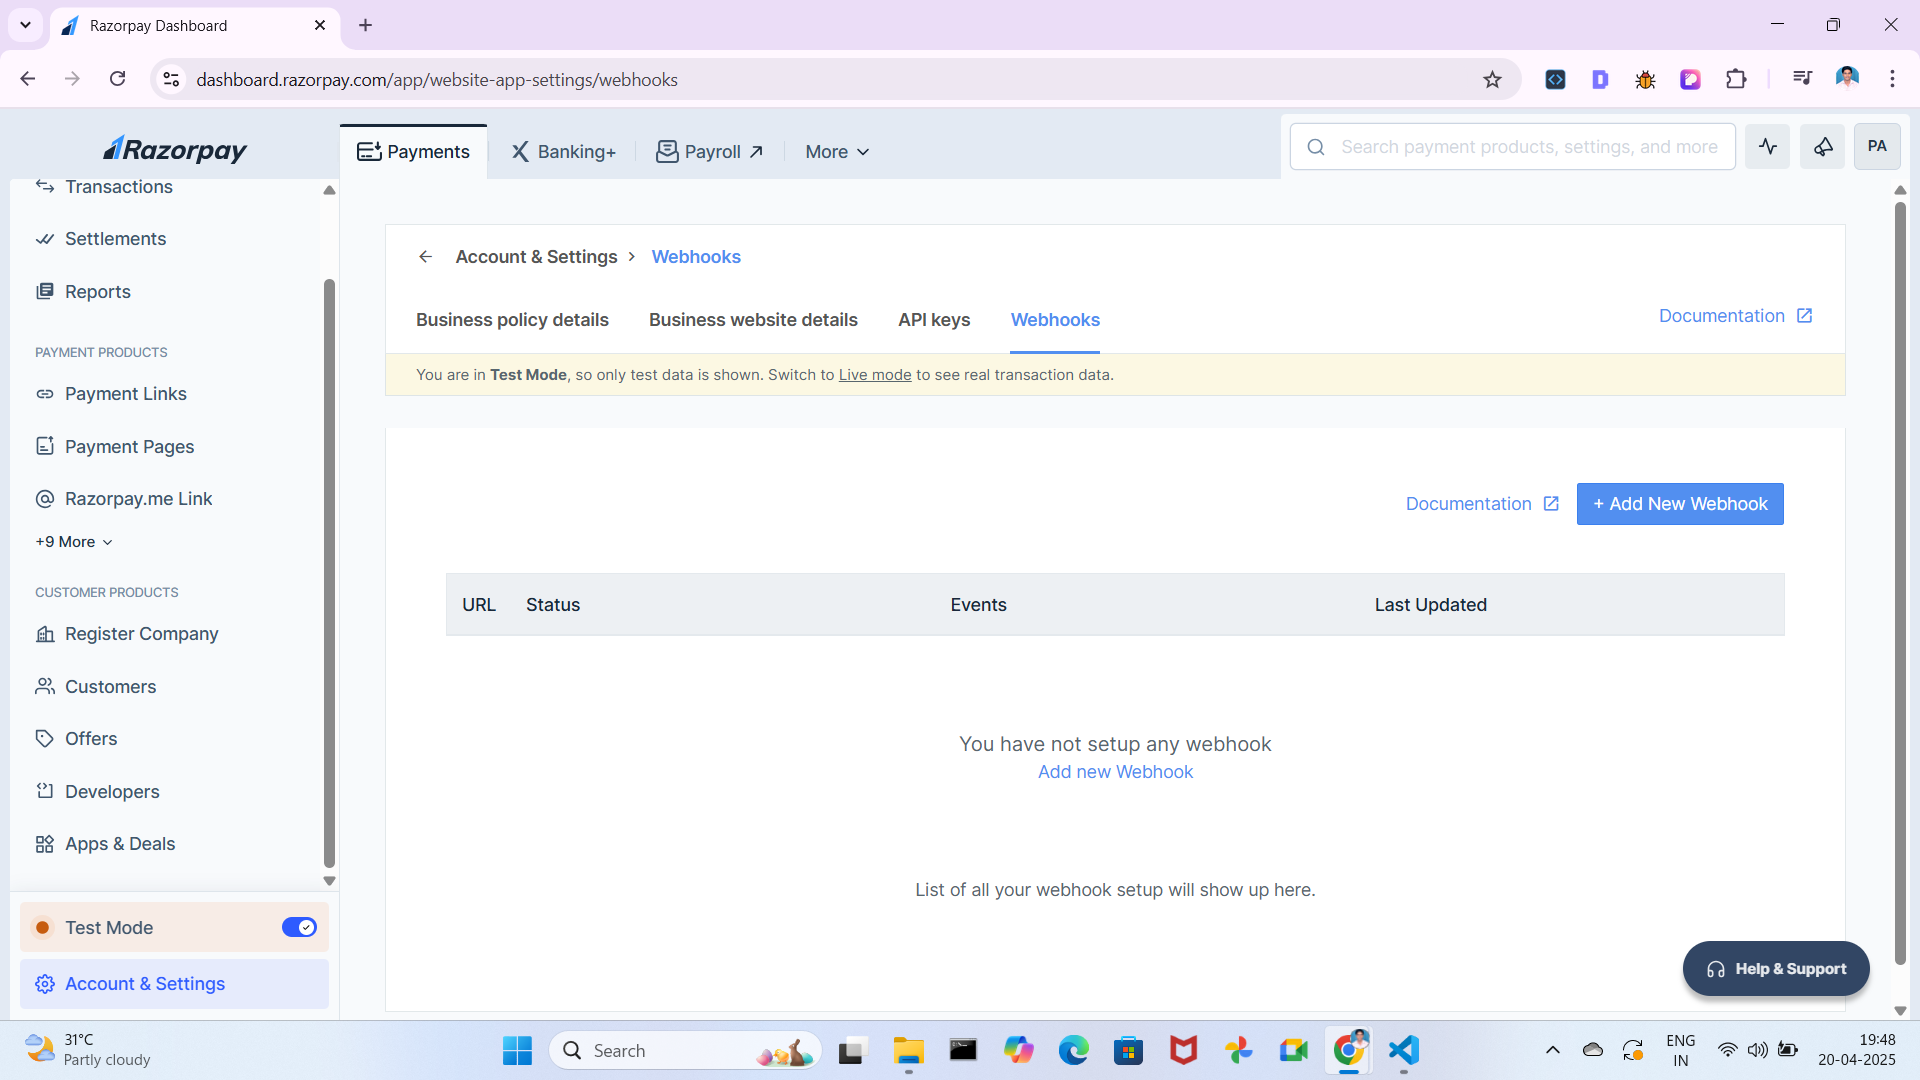 Razorpay Dashboard
dashboard.razorpay.com/app/website-app-settings/webhooks
Razorpay
Payments
Banking+
Payroll
More
Search payment products, settings, and more
PA
Transactions
Settlements
Reports
PAYMENT PRODUCTS
Payment Links
Payment Pages
Razorpay.me Link
+9 More
CUSTOMER PRODUCTS
Register Company
Customers
Offers
Developers
Apps & Deals
Test Mode
Account & Settings
Account & Settings > Webhooks
Business policy details
Business website details
API keys
Webhooks
Documentation
You are in Test Mode, so only test data is shown. Switch to Live mode to see real transaction data.
Documentation
+ Add New Webhook
URL Status Events Last Updated
You have not setup any webhook
Add new Webhook
List of all your webhook setup will show up here.
Help & Support
31°C
Partly cloudy
Search
ENG
IN
19:48
20-04-2025